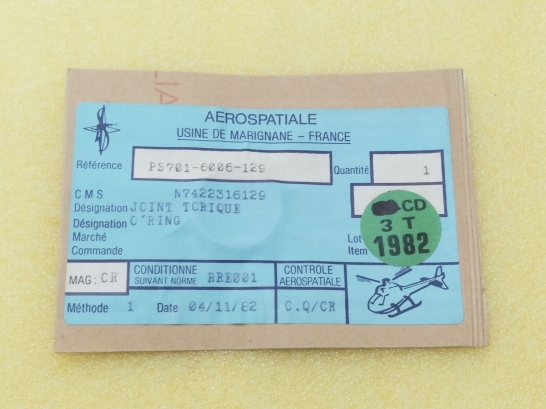 AEROSPATIALE
USINE DE MARIGNANE – FRANCE
Référence PS701-6006-129 Quantité 1
CMS N7422316129
Désignation JOINT TORIQUE
Désignation O'RING
Marché
Commande
Lot
Item
CD
3 T
1982
MAG: CR
CONDITIONNE
SUIVANT NORME RRE001
CONTROLE
AEROSPATIALE
Méthode 1 Date 04/11/82 C.Q/CR